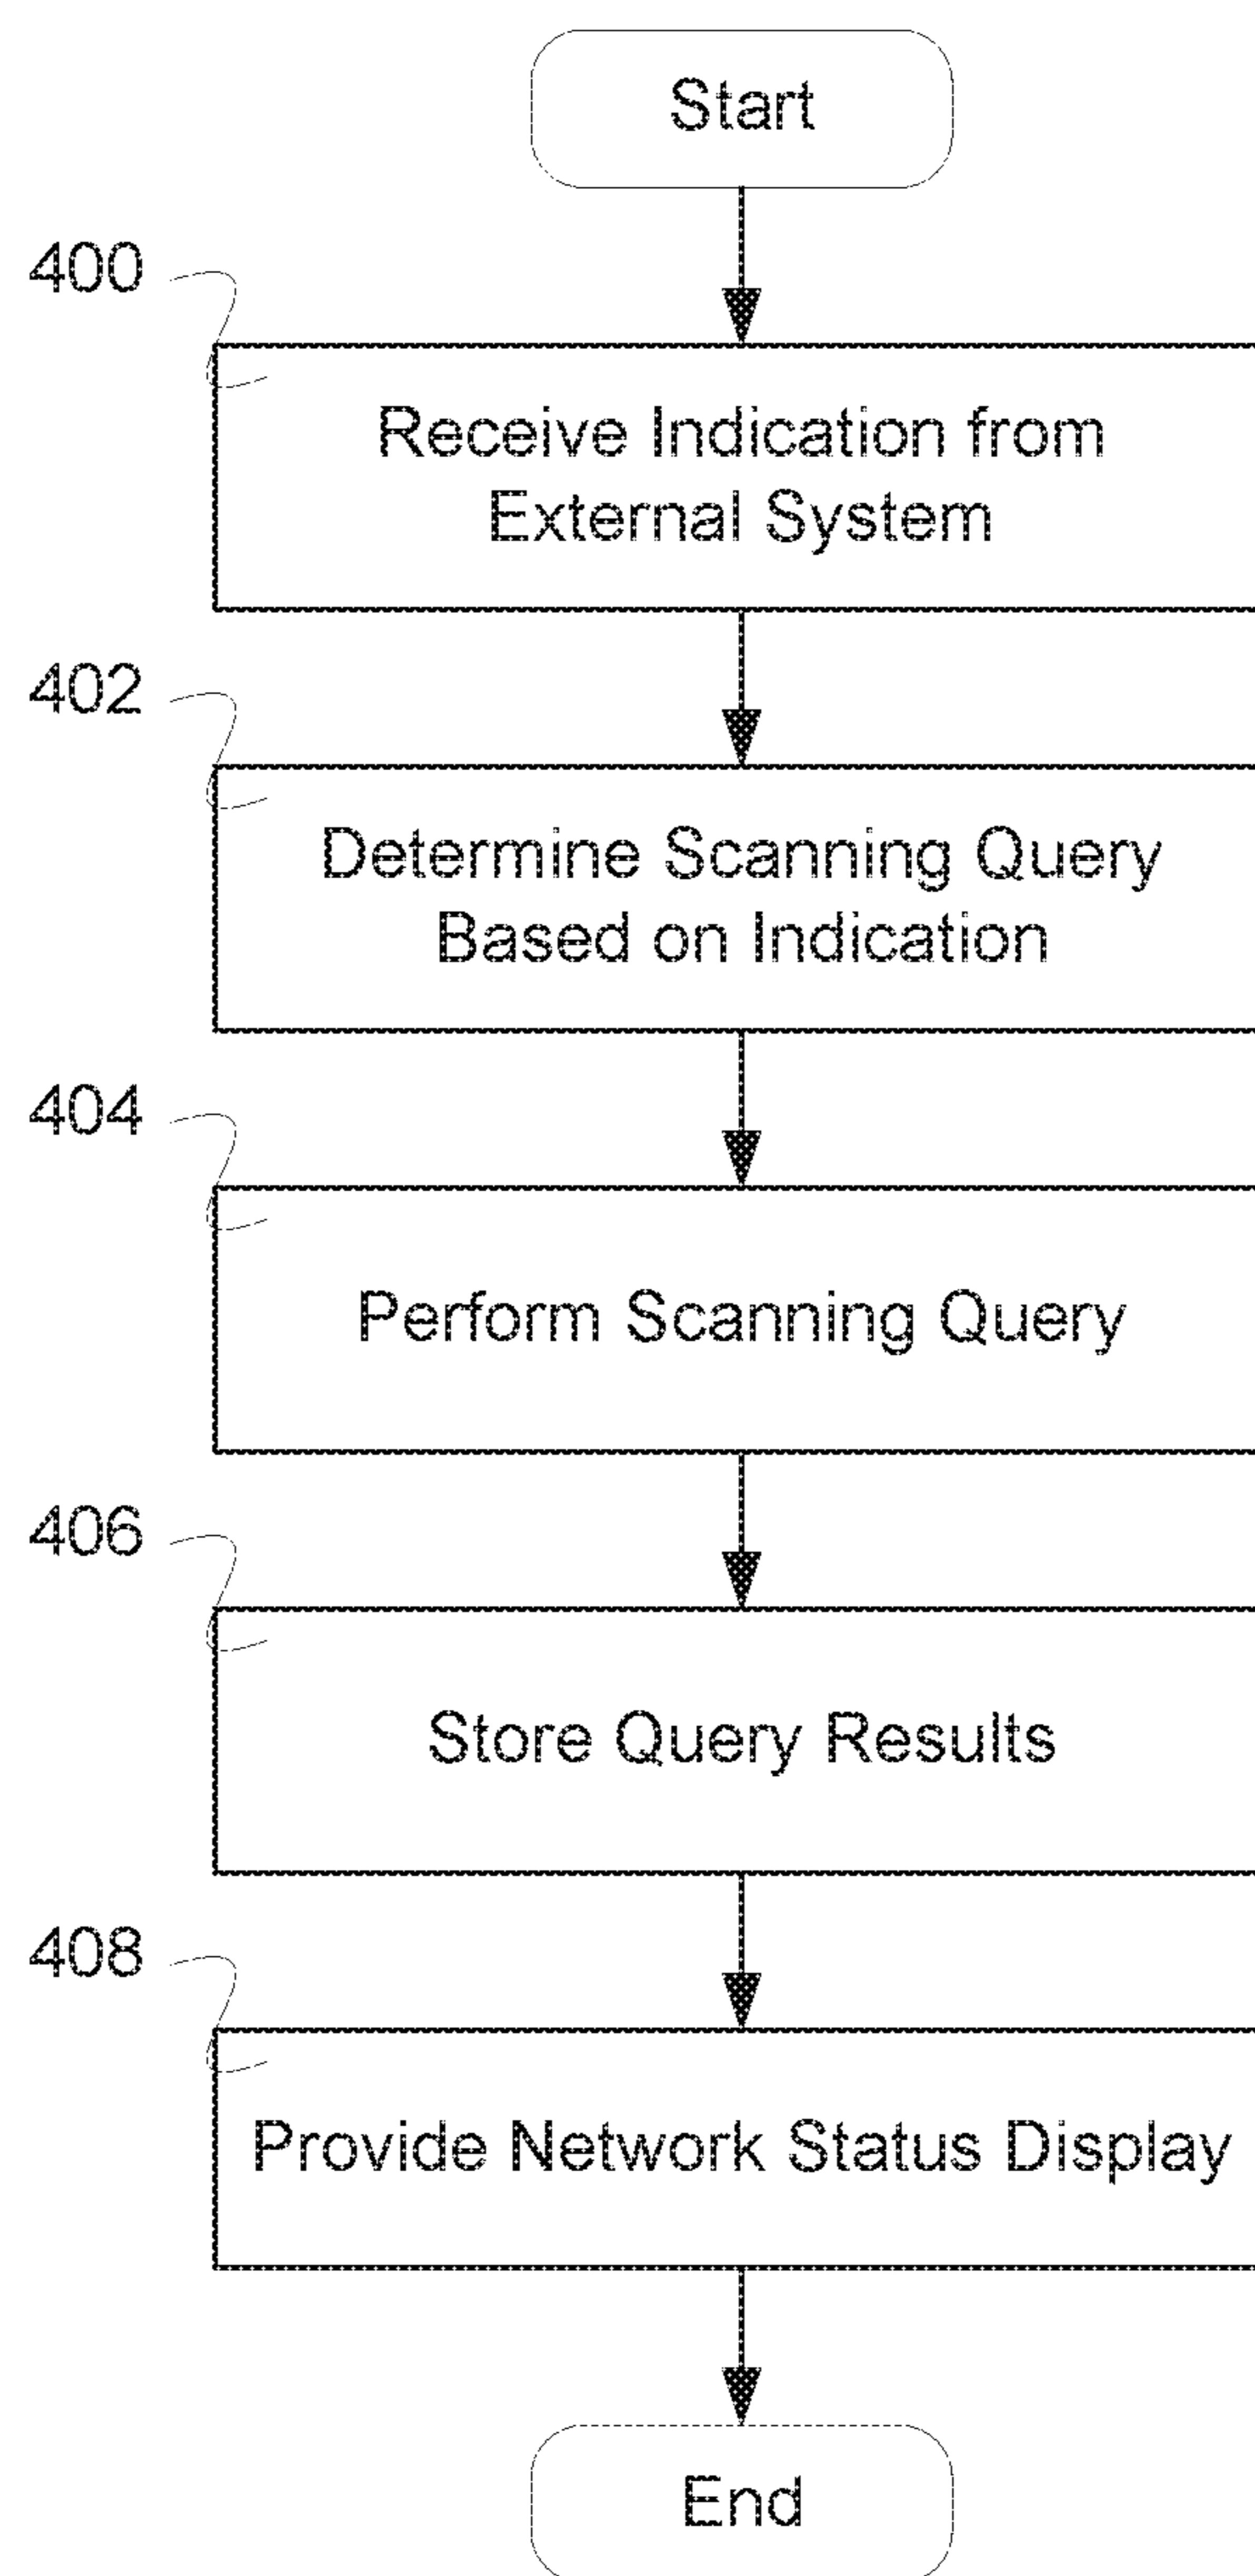 Start
400
Receive Indication from
External System
402
Determine Scanning Query
Based on Indication
404
Perform Scanning Query
406
Store Query Results
408
Provide Network Status Display
End